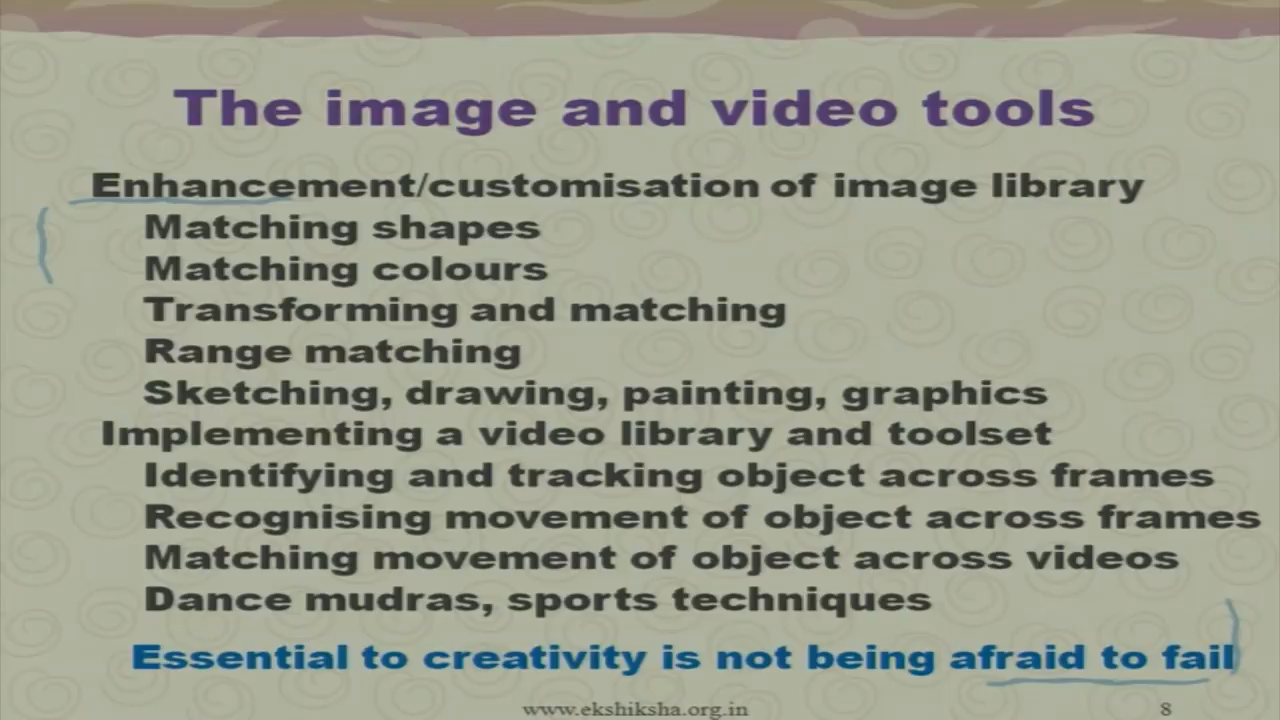 The image and video tools
Enhancement/customisation of image library
Matching shapes
Matching colours
Transforming and matching
Range matching
Sketching, drawing, painting, graphics
Implementing a video library and toolset
Identifying and tracking object across frames
Recognising movement of object across frames
Matching movement of object across videos
Dance mudras, sports techniques
Essential to creativity is not being afraid to fail
www.ekshiksha.org.in
8